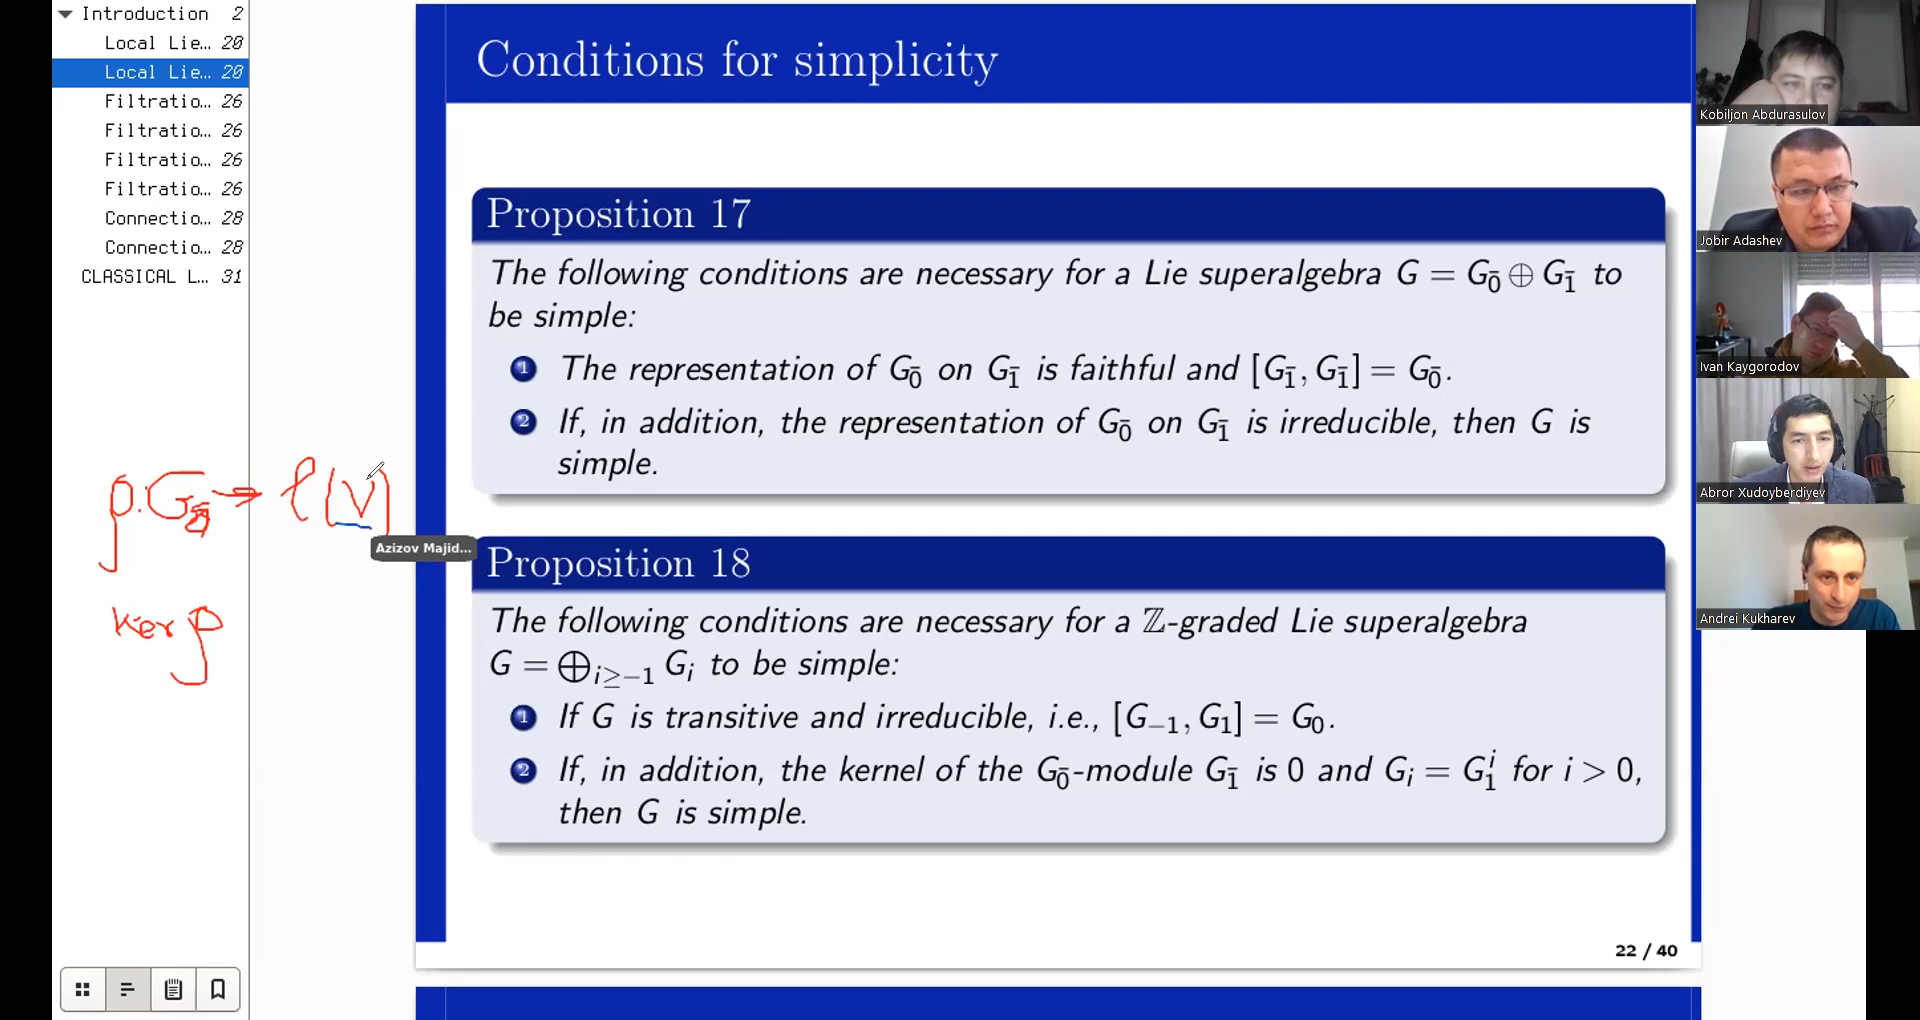 Introduction 2
Local Lie… 20
Local Lie… 20
Filtratio… 26
Filtratio… 26
Filtratio… 26
Filtratio… 26
Connectio… 28
Connectio… 28
CLASSICAL L… 31
ρ: G₀̄ → ℓ(V)
Azizov Majid...
Ker ρ
Conditions for simplicity
Proposition 17
The following conditions are necessary for a Lie superalgebra G = G₀̄ ⊕ G₁̄ to
be simple:
1 The representation of G₀̄ on G₁̄ is faithful and [G₁̄, G₁̄] = G₀̄.
2 If, in addition, the representation of G₀̄ on G₁̄ is irreducible, then G is
simple.
Proposition 18
The following conditions are necessary for a ℤ-graded Lie superalgebra
G = ⊕ᵢ≥₋₁ Gᵢ to be simple:
1 If G is transitive and irreducible, i.e., [G₋₁, G₁] = G₀.
2 If, in addition, the kernel of the G₀̄-module G₁̄ is 0 and Gᵢ = G₁ⁱ for i > 0,
then G is simple.
22 / 40
Kobiljon Abdurasulov
Jobir Adashev
Ivan Kaygorodov
Abror Xudoyberdiyev
Andrei Kukharev